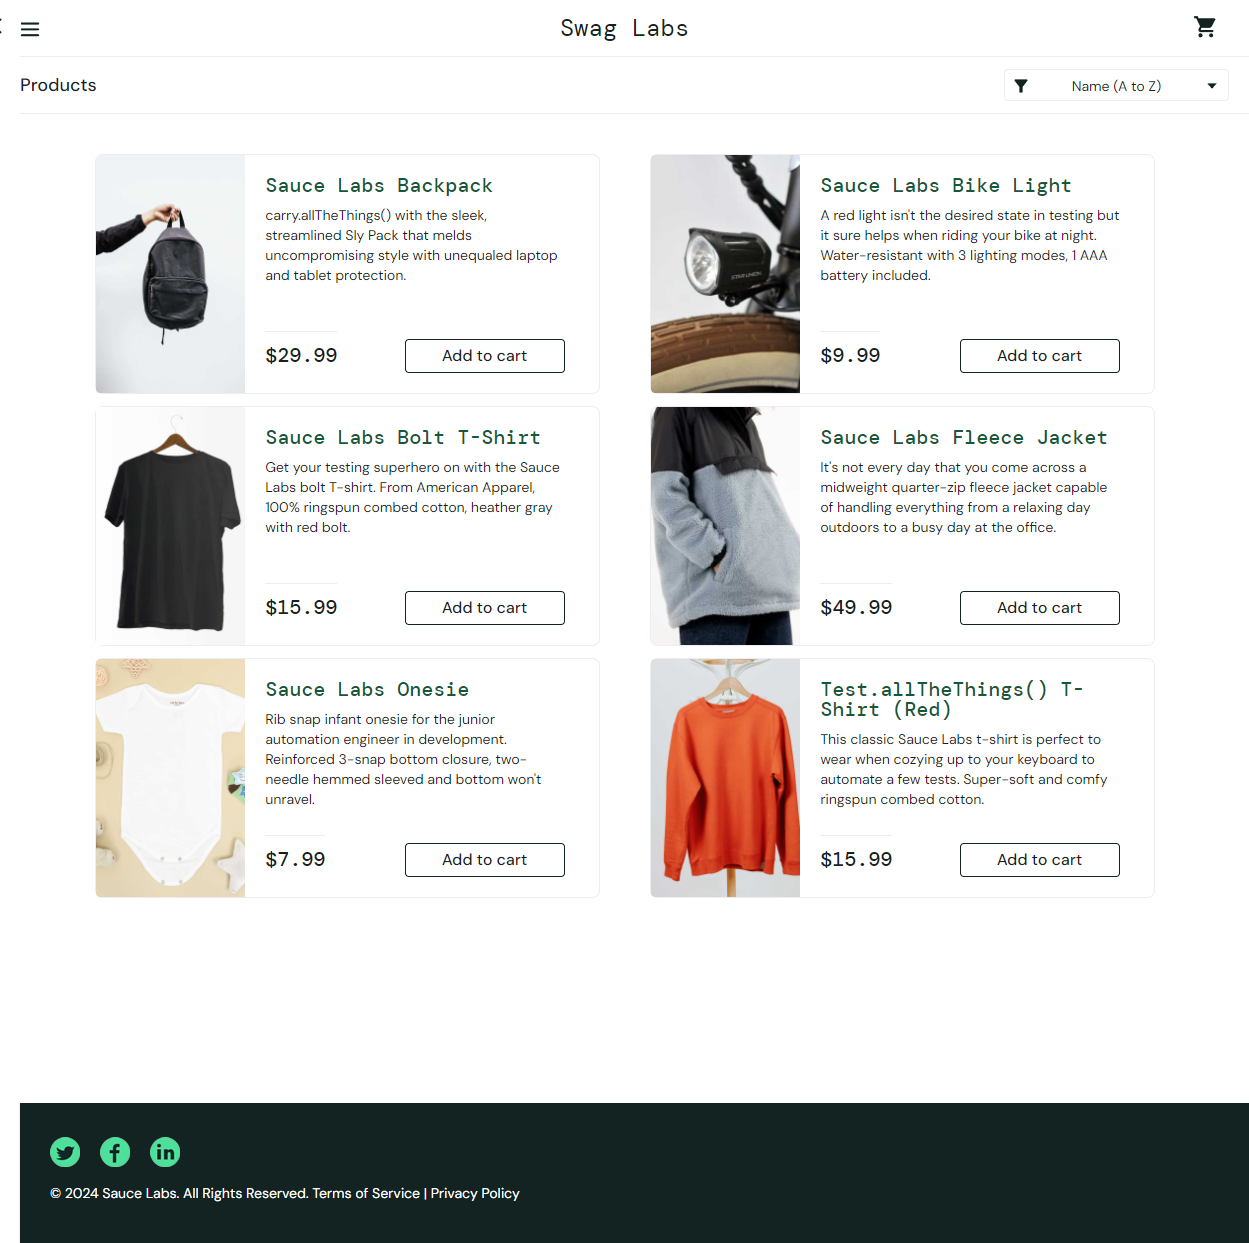 Swag Labs
Products
Name (A to Z)
Sauce Labs Backpack
carry.allTheThings() with the sleek,
streamlined Sly Pack that melds
uncompromising style with unequaled laptop
and tablet protection.
$29.99
Add to cart
Sauce Labs Bike Light
A red light isn't the desired state in testing but
it sure helps when riding your bike at night.
Water-resistant with 3 lighting modes, 1 AAA
battery included.
$9.99
Add to cart
Sauce Labs Bolt T-Shirt
Get your testing superhero on with the Sauce
Labs bolt T-shirt. From American Apparel,
100% ringspun combed cotton, heather gray
with red bolt.
$15.99
Add to cart
Sauce Labs Fleece Jacket
It's not every day that you come across a
midweight quarter-zip fleece jacket capable
of handling everything from a relaxing day
outdoors to a busy day at the office.
$49.99
Add to cart
Sauce Labs Onesie
Rib snap infant onesie for the junior
automation engineer in development.
Reinforced 3-snap bottom closure, two-
needle hemmed sleeved and bottom won't
unravel.
$7.99
Add to cart
Test.allTheThings() T-
Shirt (Red)
This classic Sauce Labs t-shirt is perfect to
wear when cozying up to your keyboard to
automate a few tests. Super-soft and comfy
ringspun combed cotton.
$15.99
Add to cart
© 2024 Sauce Labs. All Rights Reserved. Terms of Service | Privacy Policy